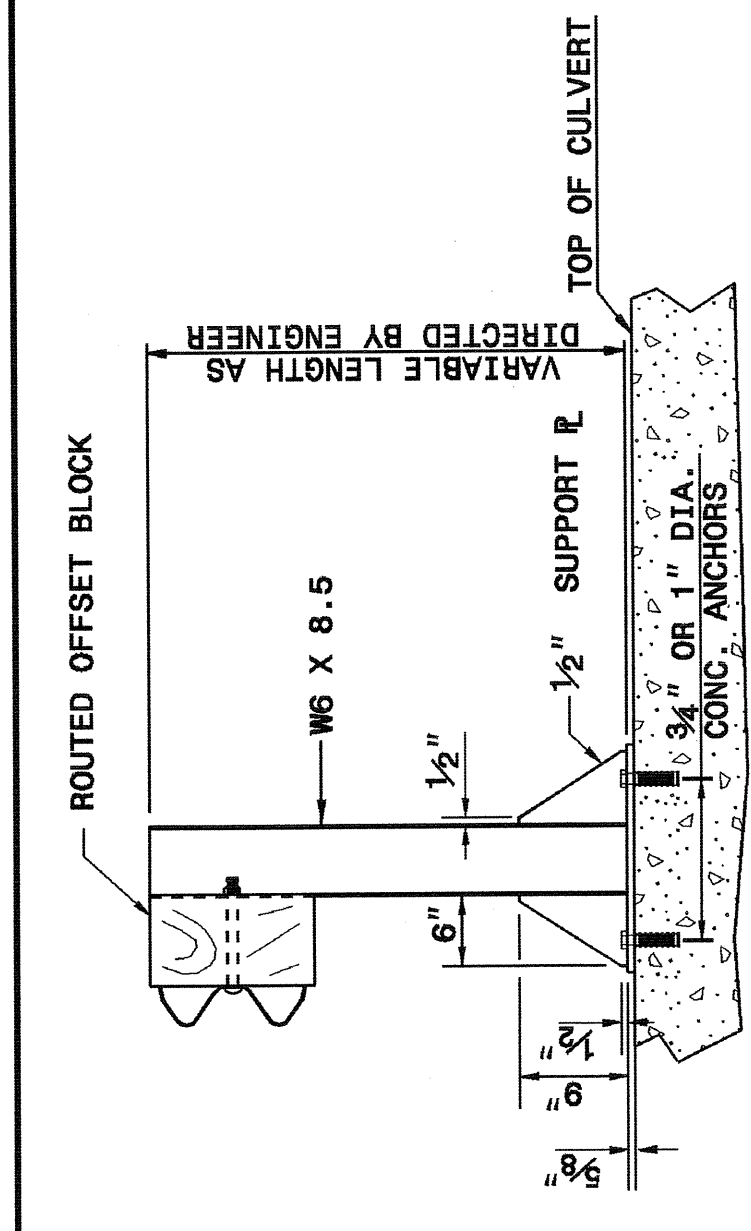 ROUTED OFFSET BLOCK
VARIABLE LENGTH AS
DIRECTED BY ENGINEER
W6 X 8.5
TOP OF CULVERT
1/2"
1/2" SUPPORT PL
6"
3/4" OR 1" DIA.
CONC. ANCHORS
1/2"
9"
5/8"